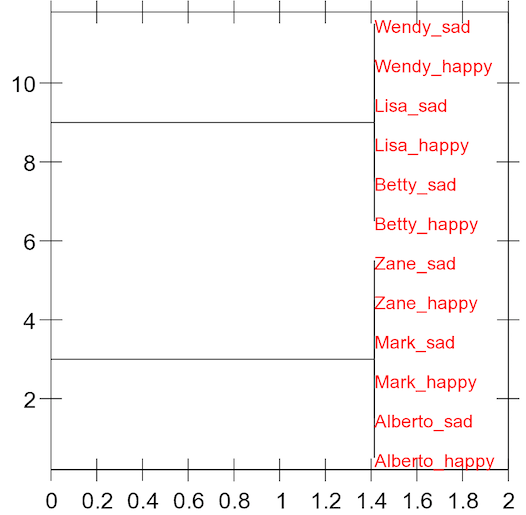 Wendy_sad
10
Wendy_happy
Lisa_sad
8
Lisa_happy
Betty_sad
6
Betty_happy
Zane_sad
4
Zane_happy
Mark_sad
2
Mark_happy
Alberto_sad
Alberto_happy
0 0.2 0.4 0.6 0.8 1 1.2 1.4 1.6 1.8 2